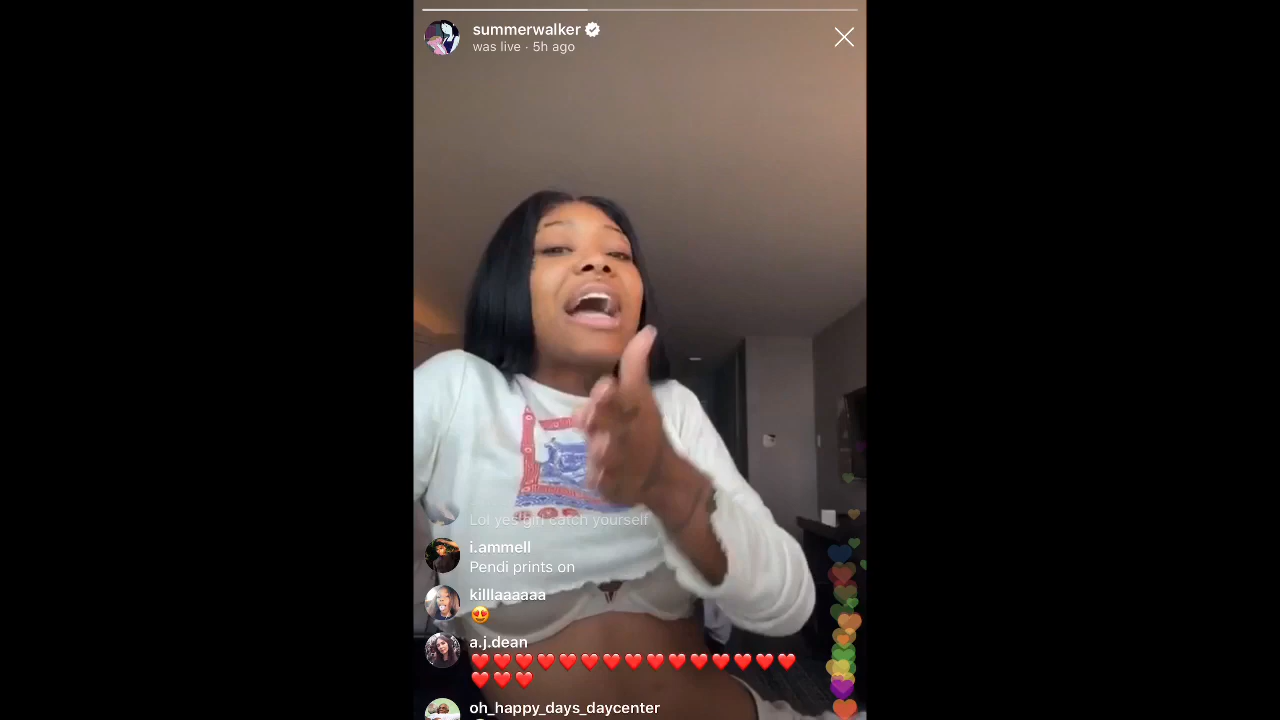 summerwalker
was live · 5h ago
Lol yes girl catch yourself
i.ammell
Pendi prints on
killlaaaaaa
😍
a.j.dean
❤️❤️❤️❤️❤️❤️❤️❤️❤️❤️❤️❤️❤️❤️❤️
❤️❤️❤️
oh_happy_days_daycenter